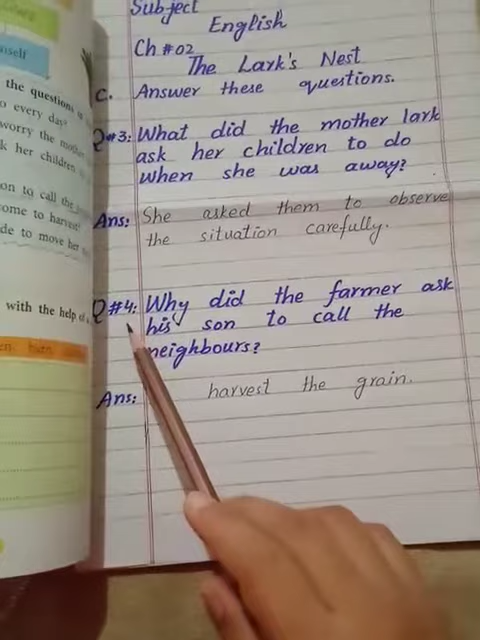 Subject
English
Ch #02
The Lark's Nest
C. Answer these questions.
Q#3: What did the mother lark
ask her children to do
when she was away?
Ans: She asked them to observe
the situation carefully.
Q#4: Why did the farmer ask
his son to call the
neighbours?
Ans: harvest the grain.
nself
the questions
o every day?
worry the mother
k her children
on to call the
ome to harvest
de to move her
with the help of